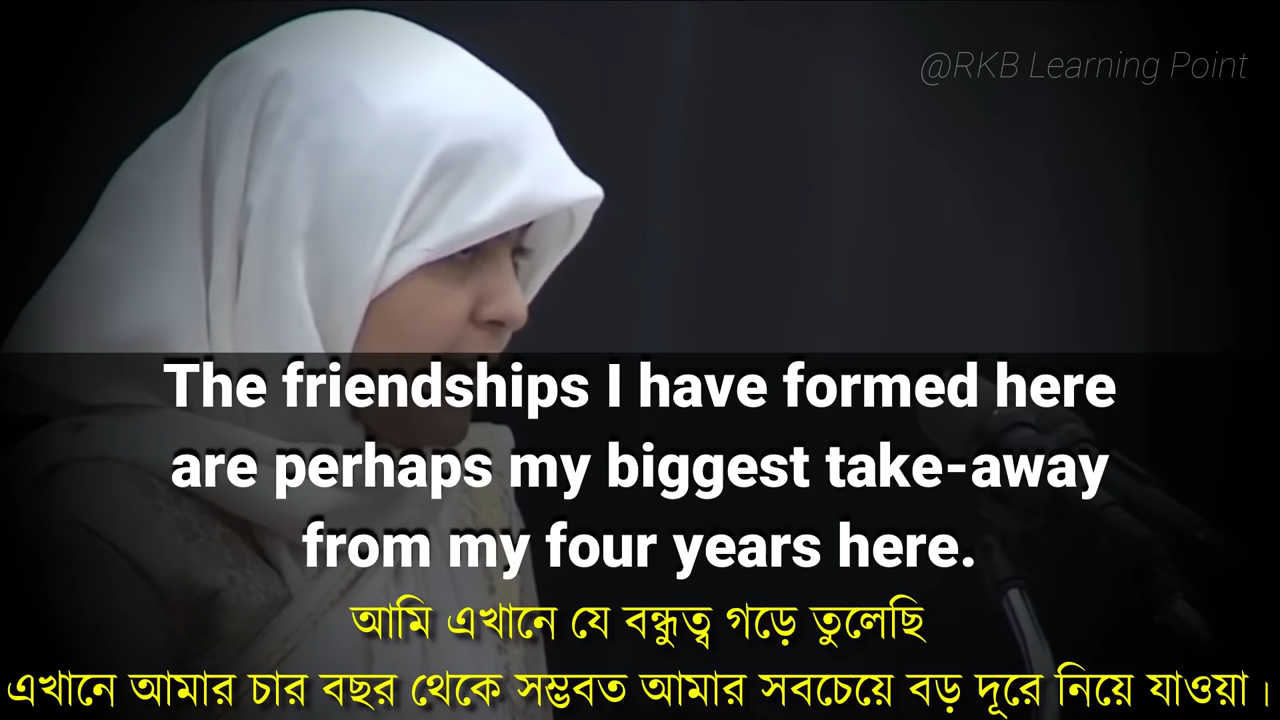 @RKB Learning Point
The friendships I have formed here
are perhaps my biggest take-away
from my four years here.
আমি এখানে যে বন্ধুত্ব গড়ে তুলেছি
এখানে আমার চার বছর থেকে সম্ভবত আমার সবচেয়ে বড় দূরে নিয়ে যাওয়া।